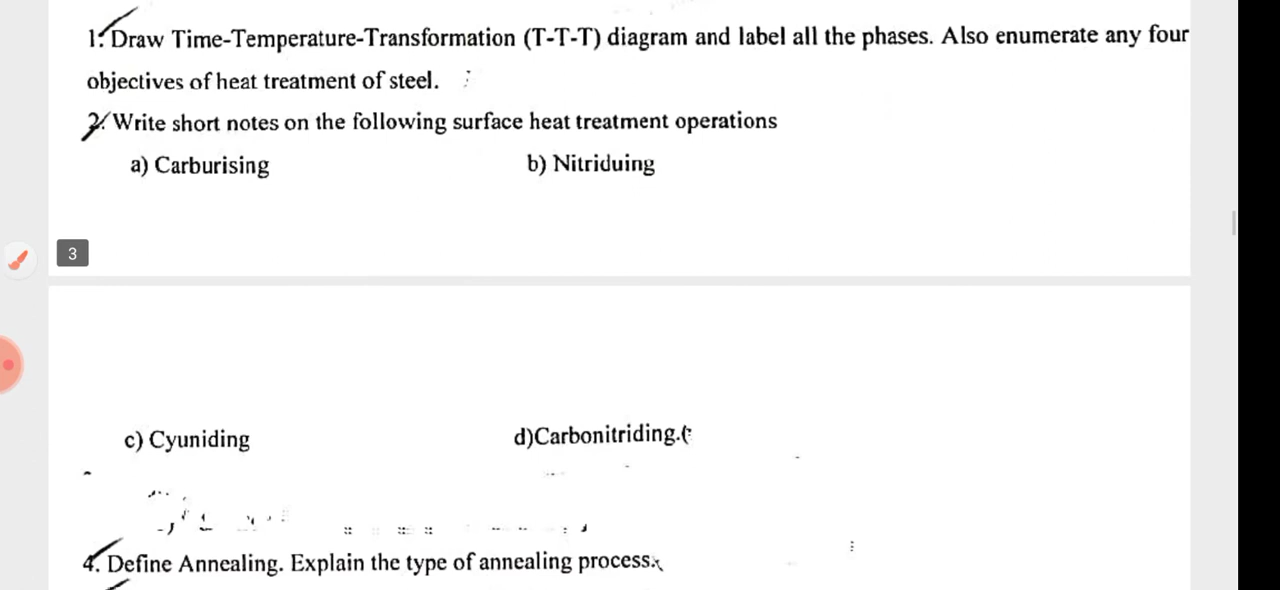 1. Draw Time-Temperature-Transformation (T-T-T) diagram and label all the phases. Also enumerate any four
objectives of heat treatment of steel.
2. Write short notes on the following surface heat treatment operations
a) Carburising b) Nitriduing
3
c) Cyuniding d)Carbonitriding.
4. Define Annealing. Explain the type of annealing process.